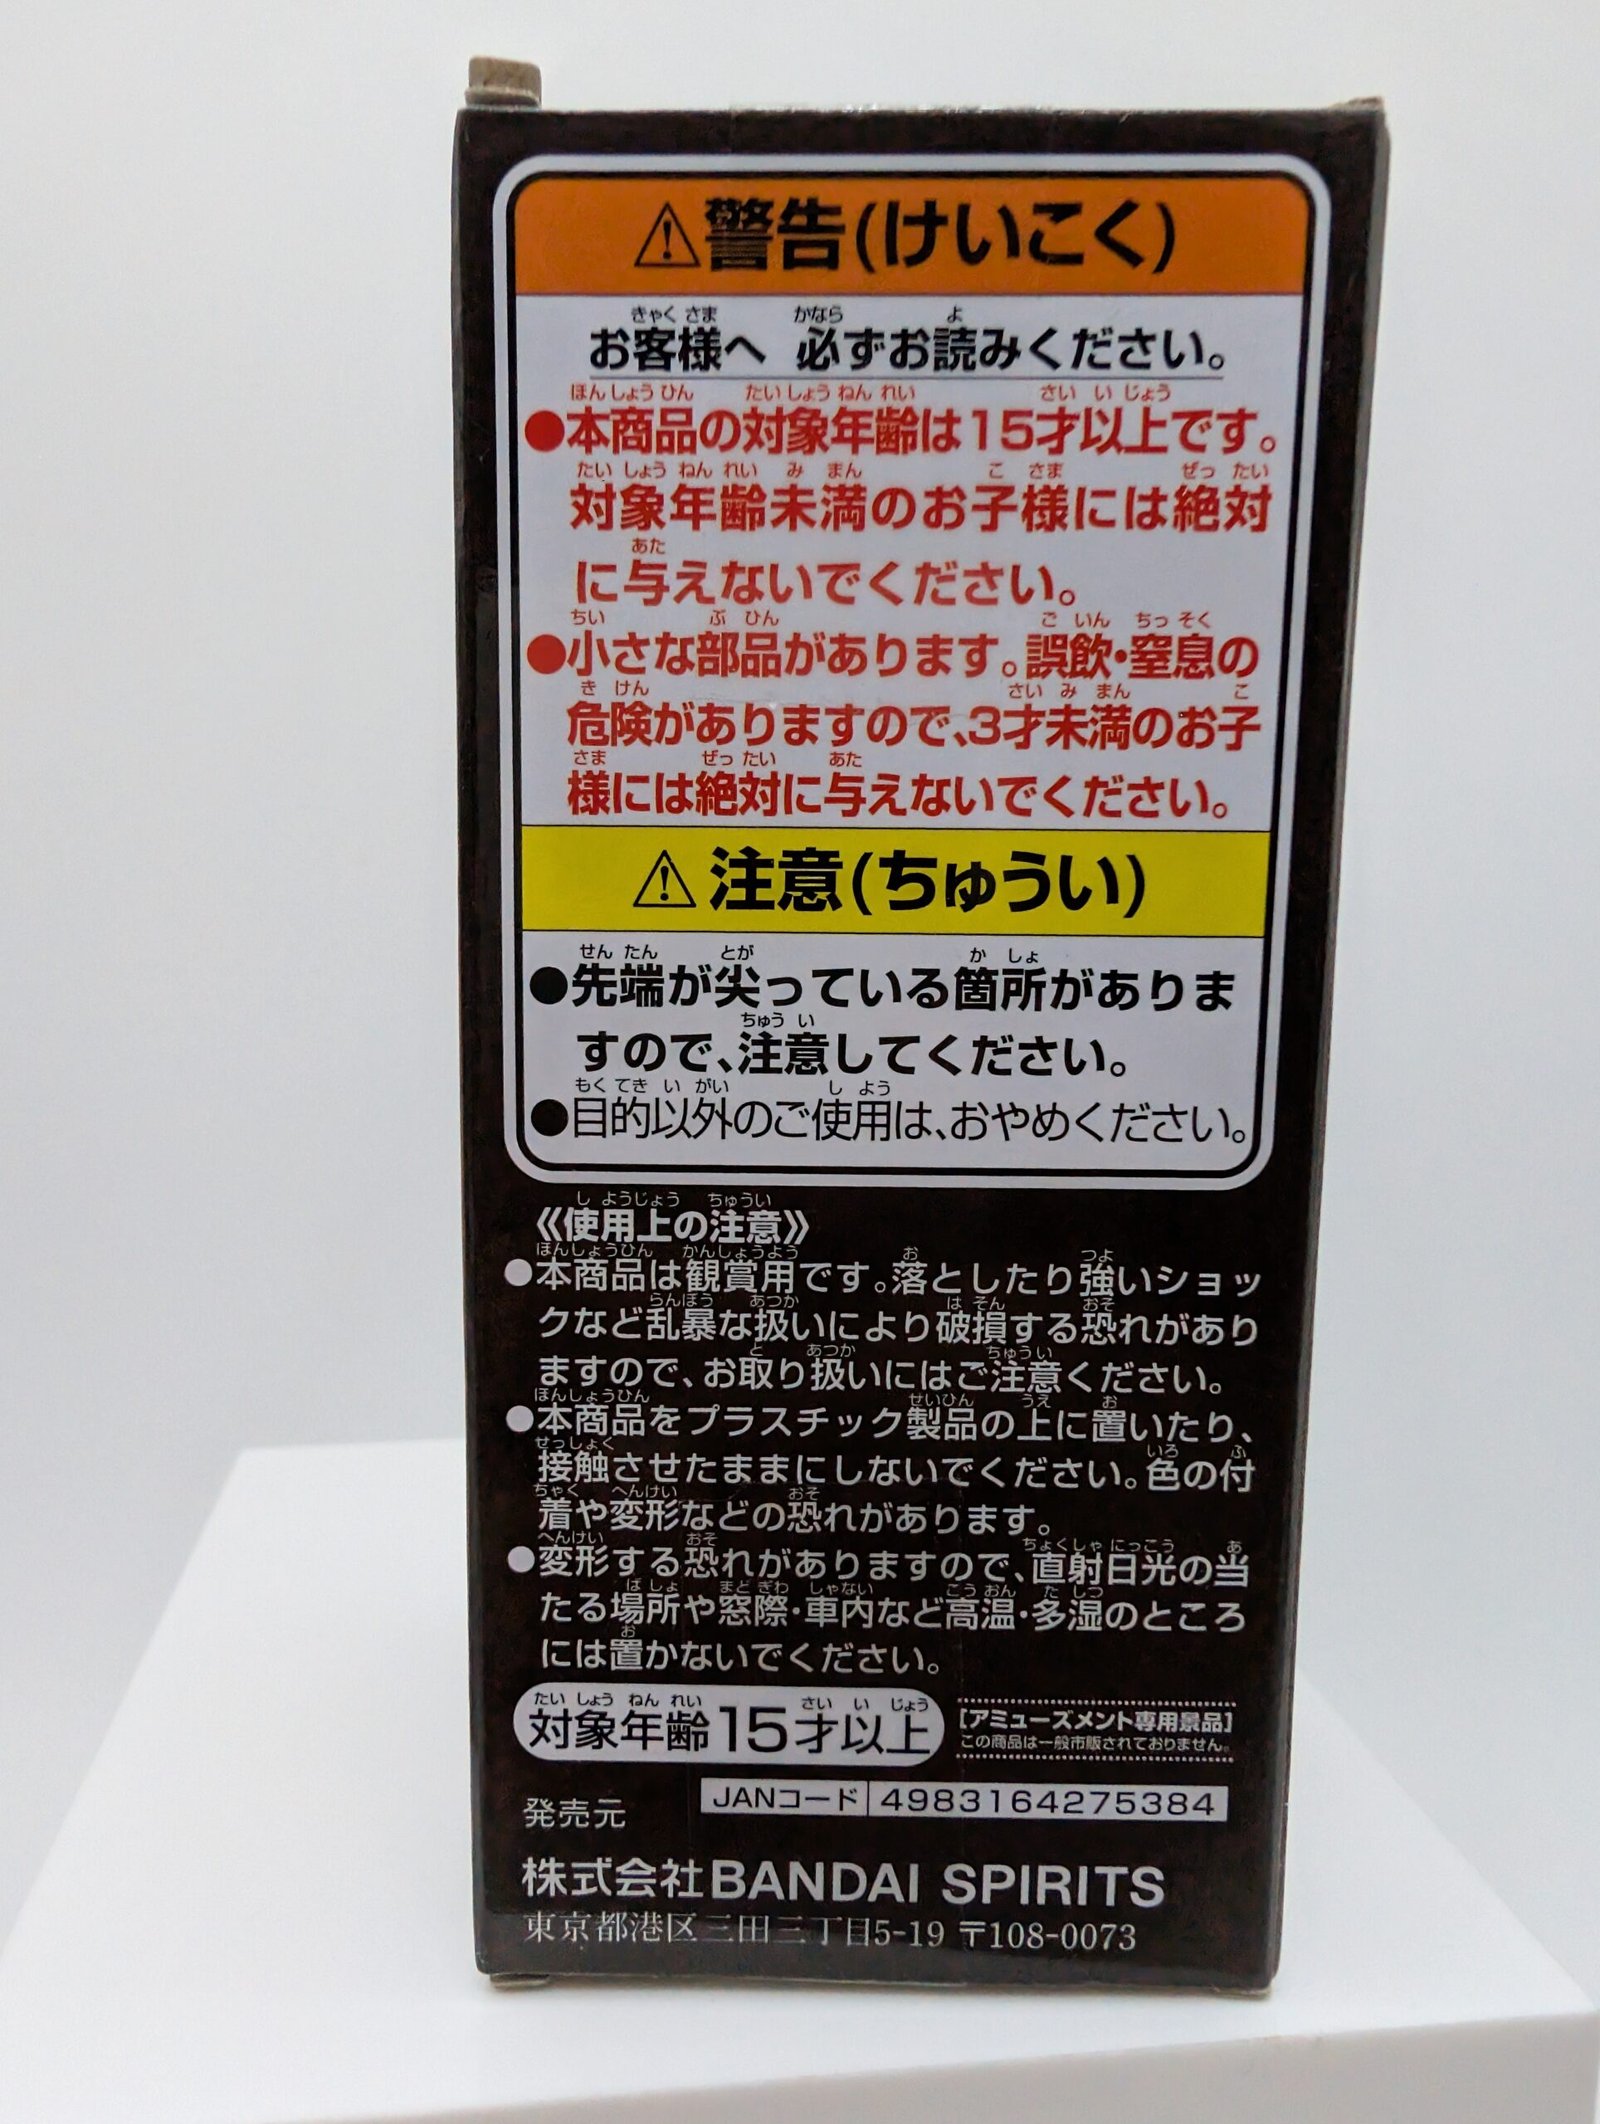 ⚠警告(けいこく)
お客様へ 必ずお読みください。
●本商品の対象年齢は15才以上です。
対象年齢未満のお子様には絶対
に与えないでください。
●小さな部品があります。誤飲・窒息の
危険がありますので、3才未満のお子
様には絶対に与えないでください。
⚠注意(ちゅうい)
●先端が尖っている箇所がありま
すので、注意してください。
●目的以外のご使用は、おやめください。
《使用上の注意》
●本商品は観賞用です。落としたり強いショッ
クなど乱暴な扱いにより破損する恐れがあり
ますので、お取り扱いにはご注意ください。
●本商品をプラスチック製品の上に置いたり、
接触させたままにしないでください。色の付
着や変形などの恐れがあります。
●変形する恐れがありますので、直射日光の当
たる場所や窓際・車内など高温・多湿のところ
には置かないでください。
対象年齢15才以上
[アミューズメント専用景品]
この商品は一般市販されておりません。
JANコード 4983164275384
発売元
株式会社BANDAI SPIRITS
東京都港区三田三丁目5-19 〒108-0073